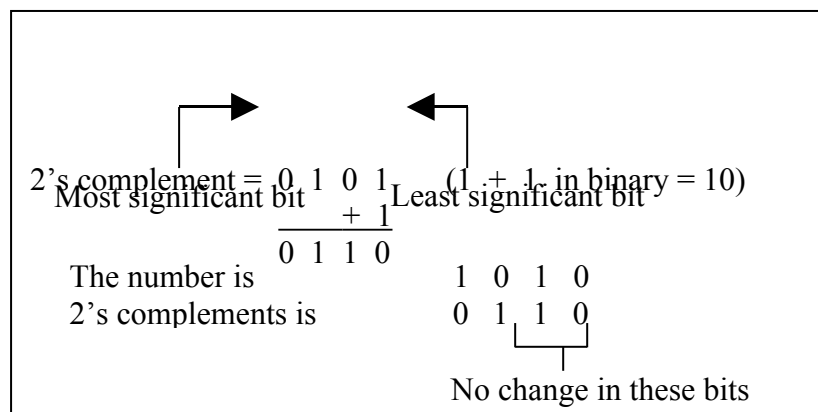 2’s complement = 0 1 0 1 (1 + 1. in binary = 10)
Most significant bit Least significant bit
+ 1
0 1 1 0
The number is 1 0 1 0
2’s complements is 0 1 1 0
No change in these bits